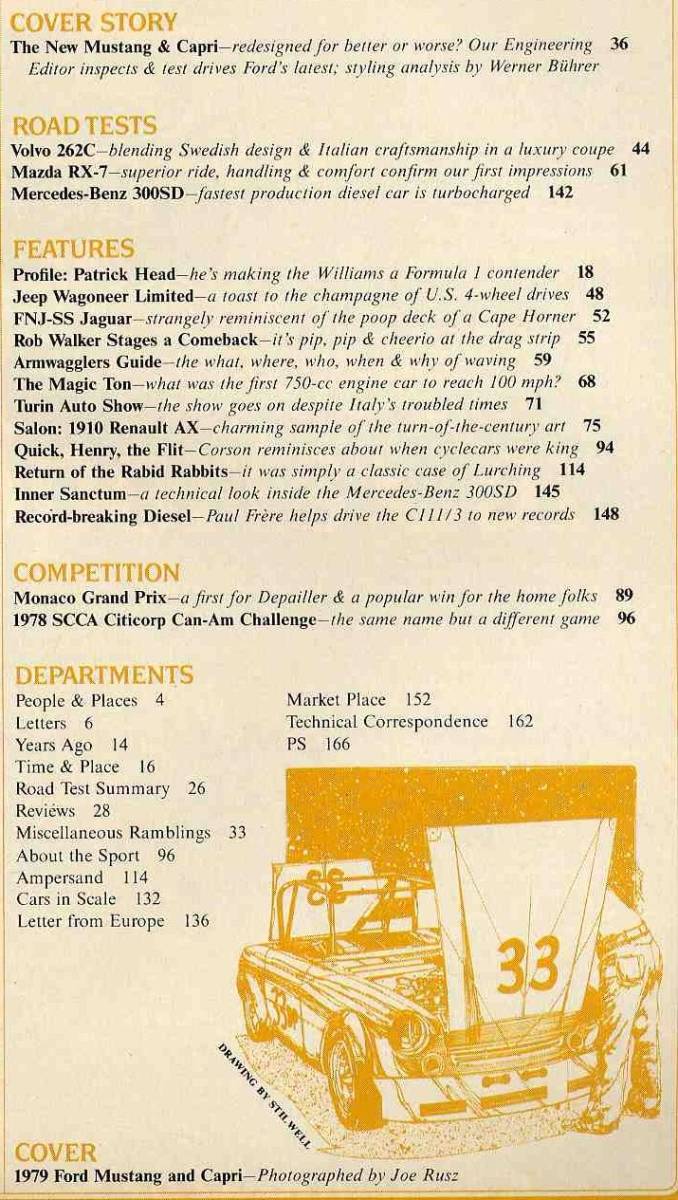 COVER STORY
The New Mustang & Capri—redesigned for better or worse? Our Engineering 36
Editor inspects & test drives Ford's latest; styling analysis by Werner Bührer
ROAD TESTS
Volvo 262C—blending Swedish design & Italian craftsmanship in a luxury coupe 44
Mazda RX-7—superior ride, handling & comfort confirm our first impressions 61
Mercedes-Benz 300SD—fastest production diesel car is turbocharged 142
FEATURES
Profile: Patrick Head—he's making the Williams a Formula 1 contender 18
Jeep Wagoneer Limited—a toast to the champagne of U.S. 4-wheel drives 48
FNJ-SS Jaguar—strangely reminiscent of the poop deck of a Cape Horner 52
Rob Walker Stages a Comeback—it's pip, pip & cheerio at the drag strip 55
Armwagglers Guide—the what, where, who, when & why of waving 59
The Magic Ton—what was the first 750-cc engine car to reach 100 mph? 68
Turin Auto Show—the show goes on despite Italy's troubled times 71
Salon: 1910 Renault AX—charming sample of the turn-of-the-century art 75
Quick, Henry, the Flit—Corson reminisces about when cyclecars were king 94
Return of the Rabid Rabbits—it was simply a classic case of Lurching 114
Inner Sanctum—a technical look inside the Mercedes-Benz 300SD 145
Record-breaking Diesel—Paul Frère helps drive the C111/3 to new records 148
COMPETITION
Monaco Grand Prix—a first for Depailler & a popular win for the home folks 89
1978 SCCA Citicorp Can-Am Challenge—the same name but a different game 96
DEPARTMENTS
People & Places 4
Letters 6
Years Ago 14
Time & Place 16
Road Test Summary 26
Reviews 28
Miscellaneous Ramblings 33
About the Sport 96
Ampersand 114
Cars in Scale 132
Letter from Europe 136
Market Place 152
Technical Correspondence 162
PS 166
33
33
DRAWING BY STILWELL
COVER
1979 Ford Mustang and Capri—Photographed by Joe Rusz